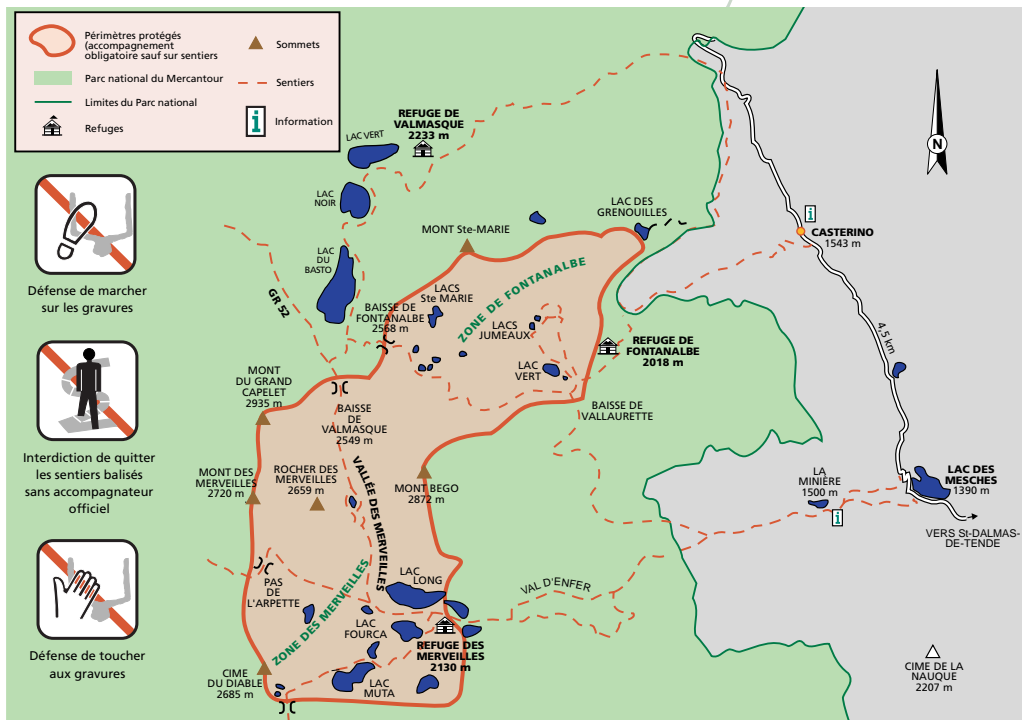 Périmètres protégés
(accompagnement
obligatoire sauf sur sentiers
Parc national du Mercantour
Limites du Parc national
Refuges
Sommets
Sentiers
i
Information
Défense de marcher
sur les gravures
Interdiction de quitter
les sentiers balisés
sans accompagnateur
officiel
Défense de toucher
aux gravures
REFUGE DE
VALMASQUE
2233 m
LAC VERT
LAC
NOIR
LAC
DU
BASTO
GR 52
MONT Ste-MARIE
LAC DES
GRENOUILLES
N
i
CASTERINO
1543 m
4,5 km
BAISSE DE
FONTANALBE
2568 m
LACS
Ste MARIE
ZONE DE FONTANALBE
LACS
JUMEAUX
LAC
VERT
REFUGE DE
FONTANALBE
2018 m
BAISSE DE
VALLAURETTE
MONT
DU GRAND
CAPELET
2935 m
BAISSE
DE
VALMASQUE
2549 m
MONT DES
MERVEILLES
2720 m
ROCHER DES
MERVEILLES
2659 m
VALLÉE DES MERVEILLES
MONT BEGO
2872 m
LA
MINIÈRE
1500 m
i
LAC DES
MESCHES
1390 m
VERS St-DALMAS-
DE-TENDE
PAS
DE
L'ARPETTE
ZONE DES MERVEILLES
LAC
LONG
VAL D'ENFER
LAC
FOURCA
REFUGE DES
MERVEILLES
2130 m
CIME
DU DIABLE
2685 m
LAC
MUTA
CIME DE LA
NAUQUE
2207 m